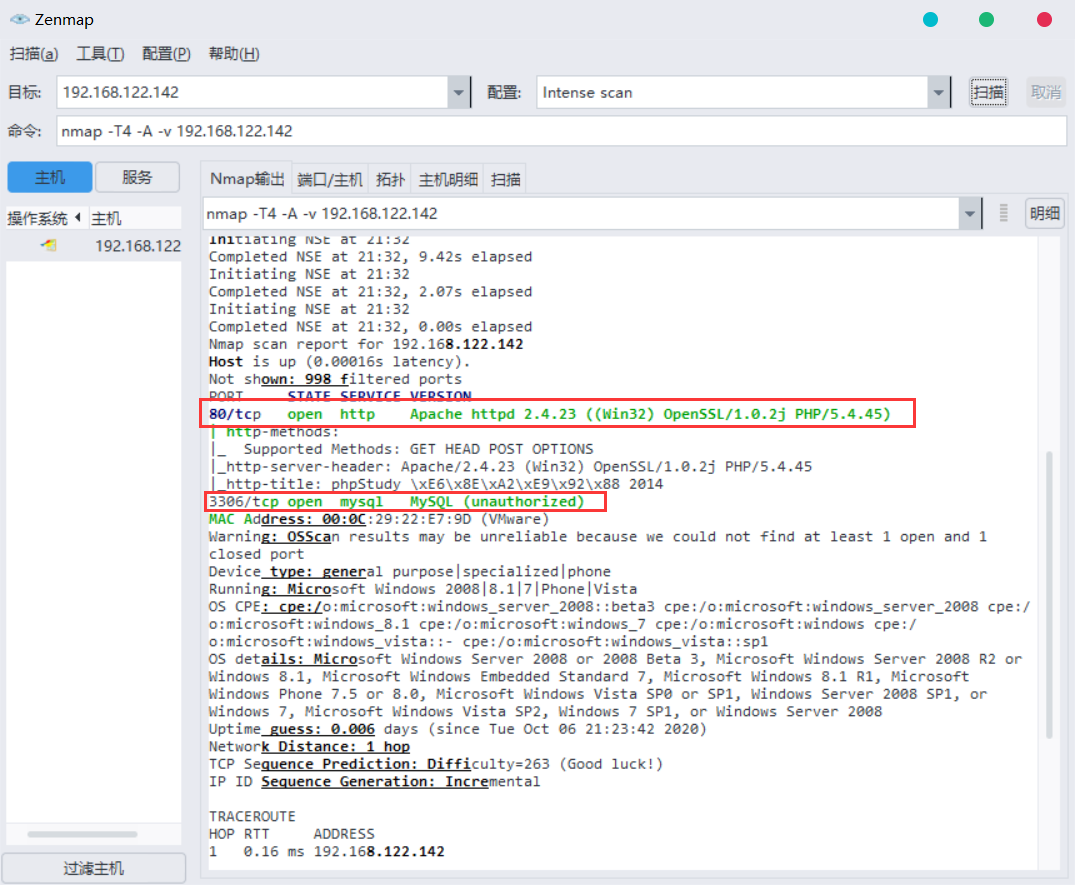 Zenmap
扫描(a) 工具(T) 配置(P) 帮助(H)
目标: 192.168.122.142 配置: Intense scan 扫描 取消
命令: nmap -T4 -A -v 192.168.122.142
主机 服务
Nmap输出 端口/主机 拓扑 主机明细 扫描
操作系统 主机
192.168.122
过滤主机
nmap -T4 -A -v 192.168.122.142 明细
Initiating NSE at 21:32
Completed NSE at 21:32, 9.42s elapsed
Initiating NSE at 21:32
Completed NSE at 21:32, 2.07s elapsed
Initiating NSE at 21:32
Completed NSE at 21:32, 0.00s elapsed
Nmap scan report for 192.168.122.142
Host is up (0.00016s latency).
Not shown: 998 filtered ports
PORT STATE SERVICE VERSION
80/tcp open http Apache httpd 2.4.23 ((Win32) OpenSSL/1.0.2j PHP/5.4.45)
| http-methods:
|_ Supported Methods: GET HEAD POST OPTIONS
|_http-server-header: Apache/2.4.23 (Win32) OpenSSL/1.0.2j PHP/5.4.45
|_http-title: phpStudy \xE6\x8E\xA2\xE9\x92\x88 2014
3306/tcp open mysql MySQL (unauthorized)
MAC Address: 00:0C:29:22:E7:9D (VMware)
Warning: OSScan results may be unreliable because we could not find at least 1 open and 1
closed port
Device type: general purpose|specialized|phone
Running: Microsoft Windows 2008|8.1|7|Phone|Vista
OS CPE: cpe:/o:microsoft:windows_server_2008::beta3 cpe:/o:microsoft:windows_server_2008 cpe:/
o:microsoft:windows_8.1 cpe:/o:microsoft:windows_7 cpe:/o:microsoft:windows cpe:/
o:microsoft:windows_vista::- cpe:/o:microsoft:windows_vista::sp1
OS details: Microsoft Windows Server 2008 or 2008 Beta 3, Microsoft Windows Server 2008 R2 or
Windows 8.1, Microsoft Windows Embedded Standard 7, Microsoft Windows 8.1 R1, Microsoft
Windows Phone 7.5 or 8.0, Microsoft Windows Vista SP0 or SP1, Windows Server 2008 SP1, or
Windows 7, Microsoft Windows Vista SP2, Windows 7 SP1, or Windows Server 2008
Uptime guess: 0.006 days (since Tue Oct 06 21:23:42 2020)
Network Distance: 1 hop
TCP Sequence Prediction: Difficulty=263 (Good luck!)
IP ID Sequence Generation: Incremental
TRACEROUTE
HOP RTT ADDRESS
1 0.16 ms 192.168.122.142